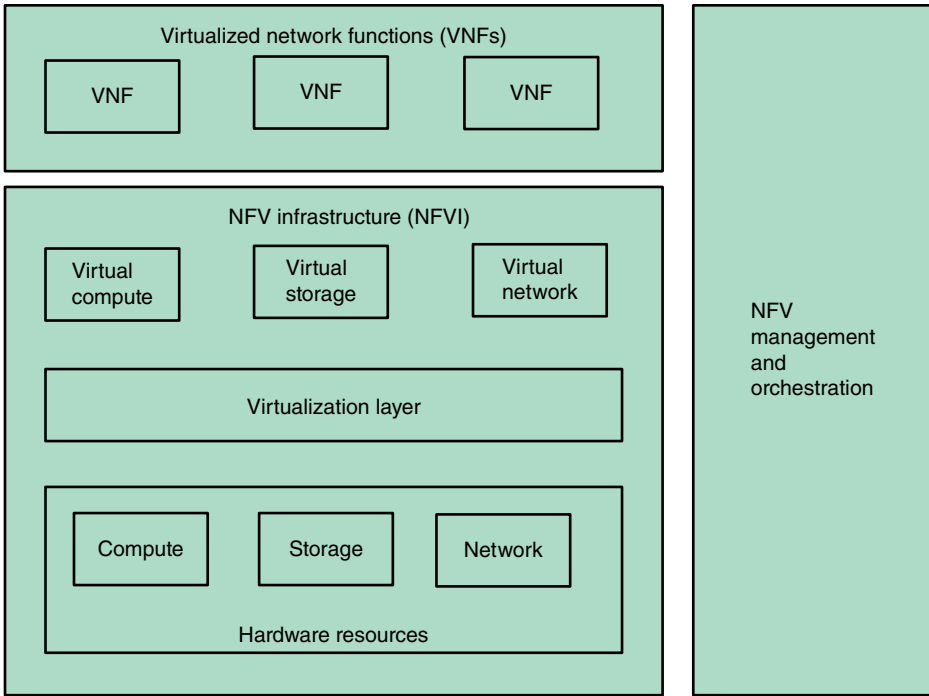 Virtualized network functions (VNFs)
VNF
VNF
VNF
NFV infrastructure (NFVI)
Virtual
compute
Virtual
storage
Virtual
network
Virtualization layer
Compute
Storage
Network
Hardware resources
NFV
management
and
orchestration